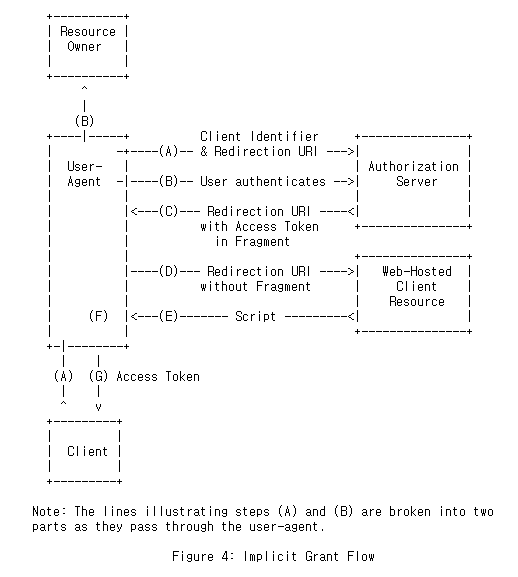 +----------+
| Resource |
|  Owner   |
|          |
+----------+
     ^
     |
    (B)
+----|-----+          Client Identifier     +---------------+
|         -+----(A)-- & Redirection URI --->|               |
|  User-   |                                | Authorization |
|  Agent  -|----(B)-- User authenticates -->|     Server    |
|          |                                |               |
|          |<---(C)--- Redirection URI ----<|               |
|          |          with Access Token     +---------------+
|          |            in Fragment
|          |                                +---------------+
|          |----(D)--- Redirection URI ---->|   Web-Hosted  |
|          |          without Fragment      |     Client    |
|          |                                |    Resource   |
|     (F)  |<---(E)------- Script ---------<|               |
|          |                                +---------------+
+-|--------+
  |    |
 (A)  (G) Access Token
  |    |
  ^    v
+---------+
|         |
|  Client |
|         |
+---------+
Note: The lines illustrating steps (A) and (B) are broken into two
parts as they pass through the user-agent.
Figure 4: Implicit Grant Flow